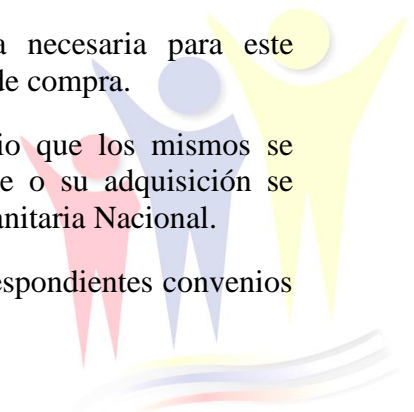 a necesaria para este
de compra.
io que los mismos se
e o su adquisición se
anitaria Nacional.
espondientes convenios